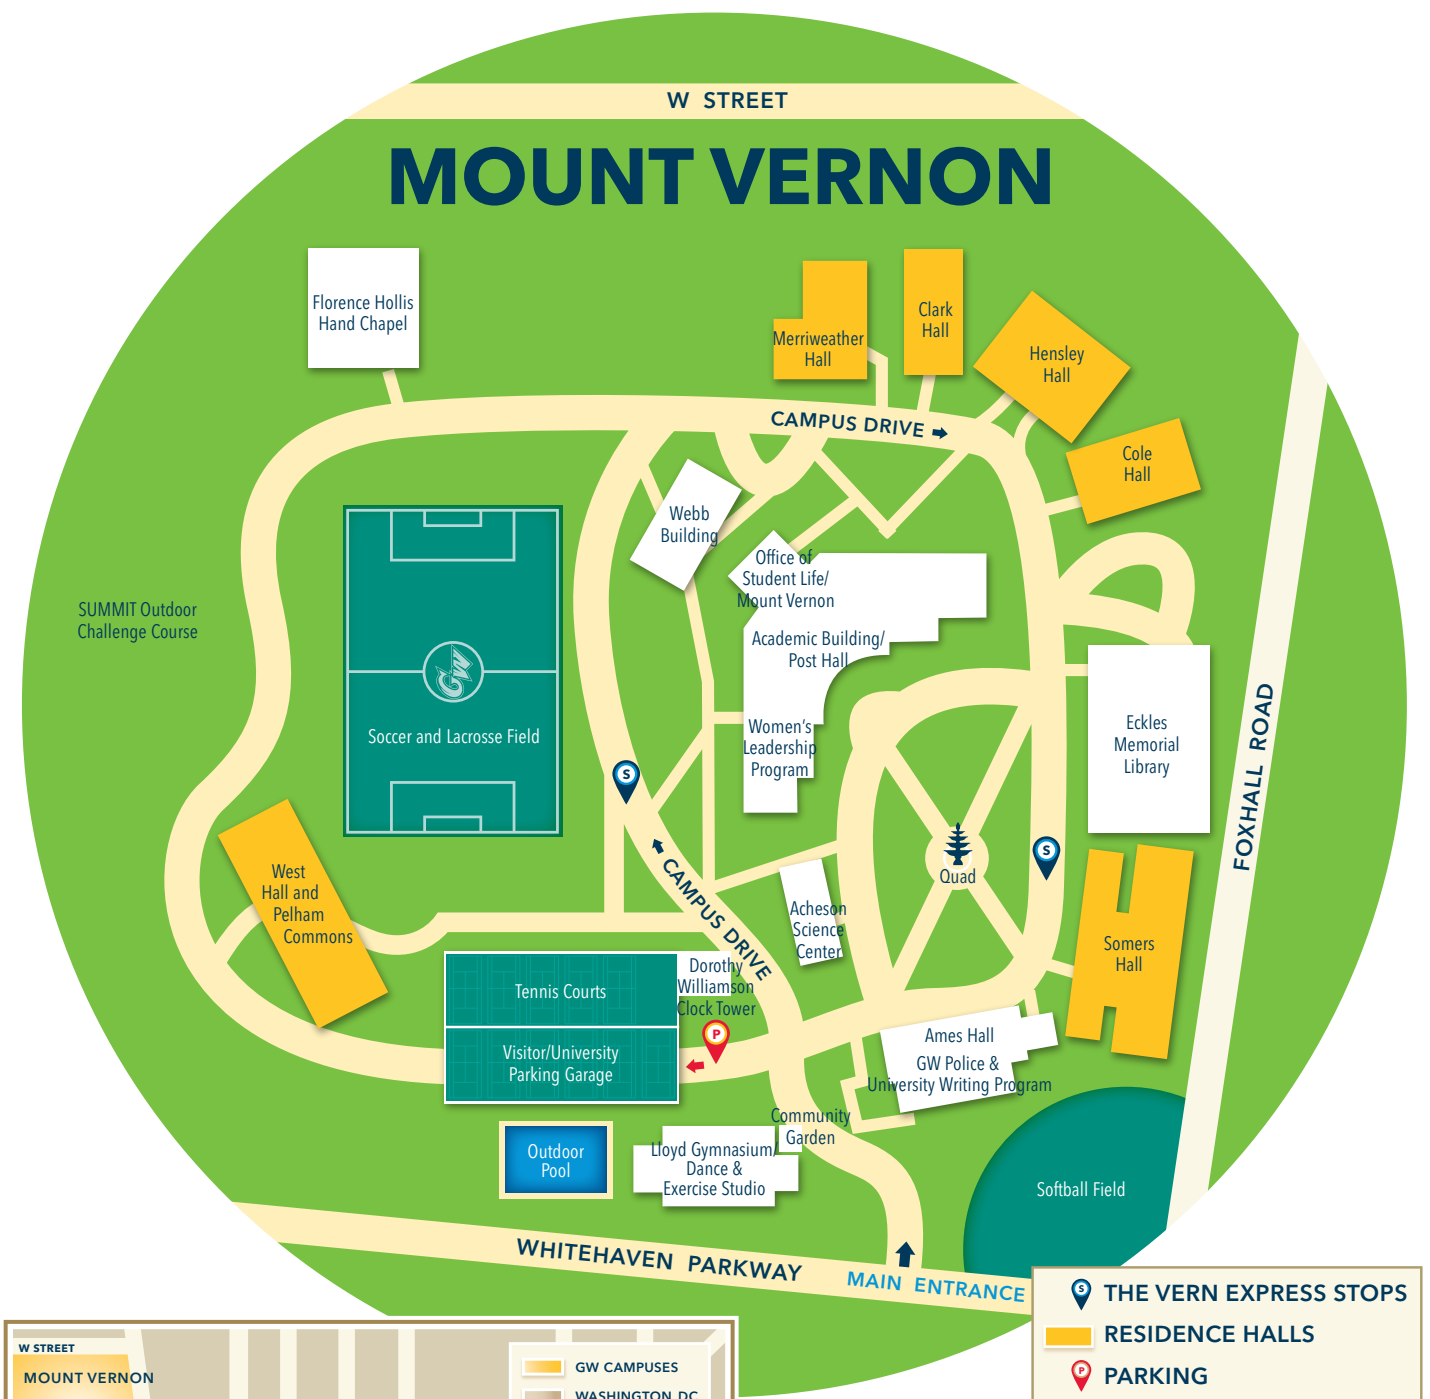 W STREET
MOUNT VERNON
Florence Hollis
Hand Chapel
Merriweather
Hall
Clark
Hall
Hensley
Hall
CAMPUS DRIVE
Cole
Hall
Webb
Building
Office of
Student Life/
Mount Vernon
Academic Building/
Post Hall
SUMMIT Outdoor
Challenge Course
GW
Soccer and Lacrosse Field
Women's
Leadership
Program
Eckles
Memorial
Library
FOXHALL ROAD
S
S
CAMPUS DRIVE
Quad
West
Hall and
Pelham
Commons
Acheson
Science
Center
Somers
Hall
Tennis Courts
Dorothy
Williamson
Clock Tower
P
Visitor/University
Parking Garage
Ames Hall
GW Police &
University Writing Program
Community
Garden
Outdoor
Pool
Lloyd Gymnasium/
Dance &
Exercise Studio
Softball Field
WHITEHAVEN PARKWAY
MAIN ENTRANCE
S THE VERN EXPRESS STOPS
RESIDENCE HALLS
P PARKING
W STREET
MOUNT VERNON
GW CAMPUSES
WASHINGTON, DC